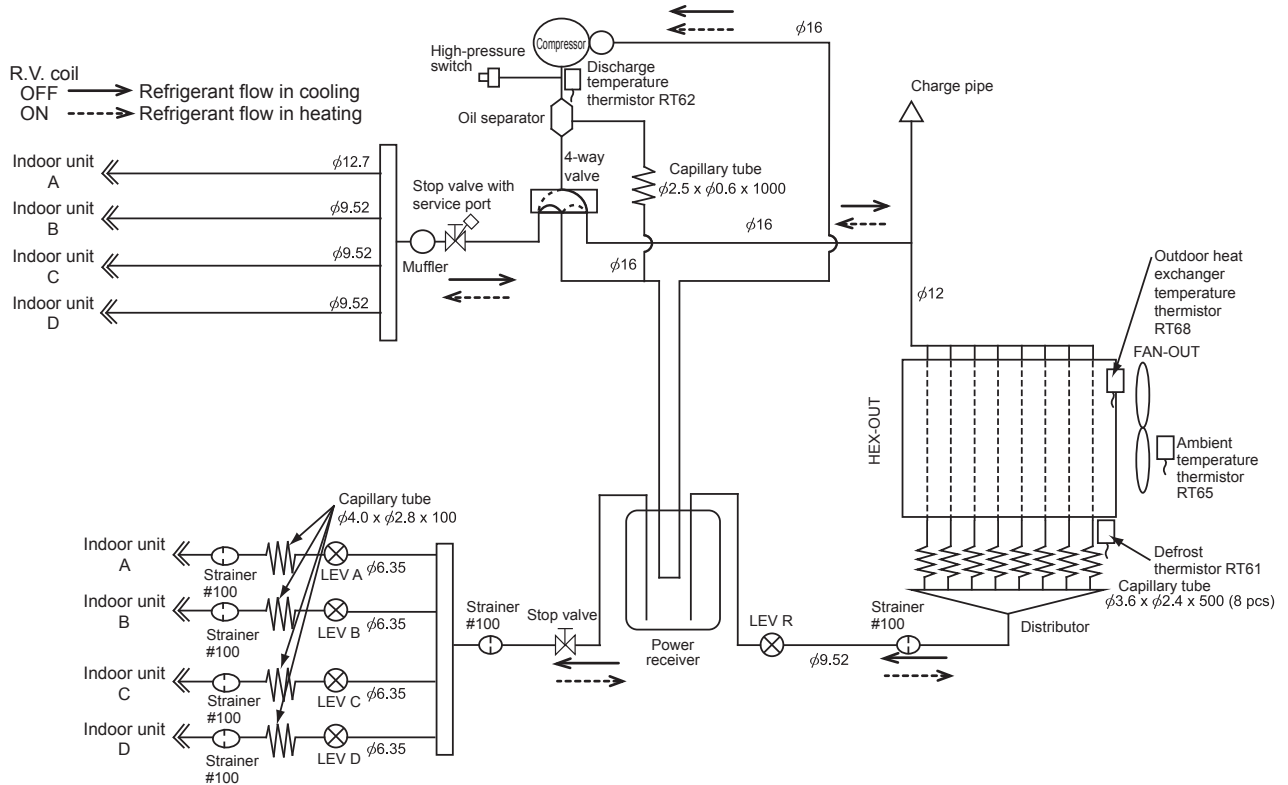 R.V. coil
OFF Refrigerant flow in cooling
ON Refrigerant flow in heating
High-pressure
switch
Compressor
Discharge
temperature
thermistor RT62
Oil separator
4-way
valve
Capillary tube
ϕ2.5 x ϕ0.6 x 1000
ϕ16
Charge pipe
Indoor unit
A
ϕ12.7
Indoor unit
B
ϕ9.52
Indoor unit
C
ϕ9.52
Indoor unit
D
ϕ9.52
Stop valve with
service port
Muffler
ϕ16
ϕ16
ϕ12
Outdoor heat
exchanger
temperature
thermistor
RT68
FAN-OUT
HEX-OUT
Ambient
temperature
thermistor
RT65
Defrost
thermistor RT61
Capillary tube
ϕ3.6 x ϕ2.4 x 500 (8 pcs)
Distributor
Capillary tube
ϕ4.0 x ϕ2.8 x 100
Indoor unit
A
Strainer
#100
LEV A
ϕ6.35
Indoor unit
B
Strainer
#100
LEV B
ϕ6.35
Indoor unit
C
Strainer
#100
LEV C
ϕ6.35
Indoor unit
D
Strainer
#100
LEV D
ϕ6.35
Strainer
#100
Stop valve
Power
receiver
LEV R
ϕ9.52
Strainer
#100